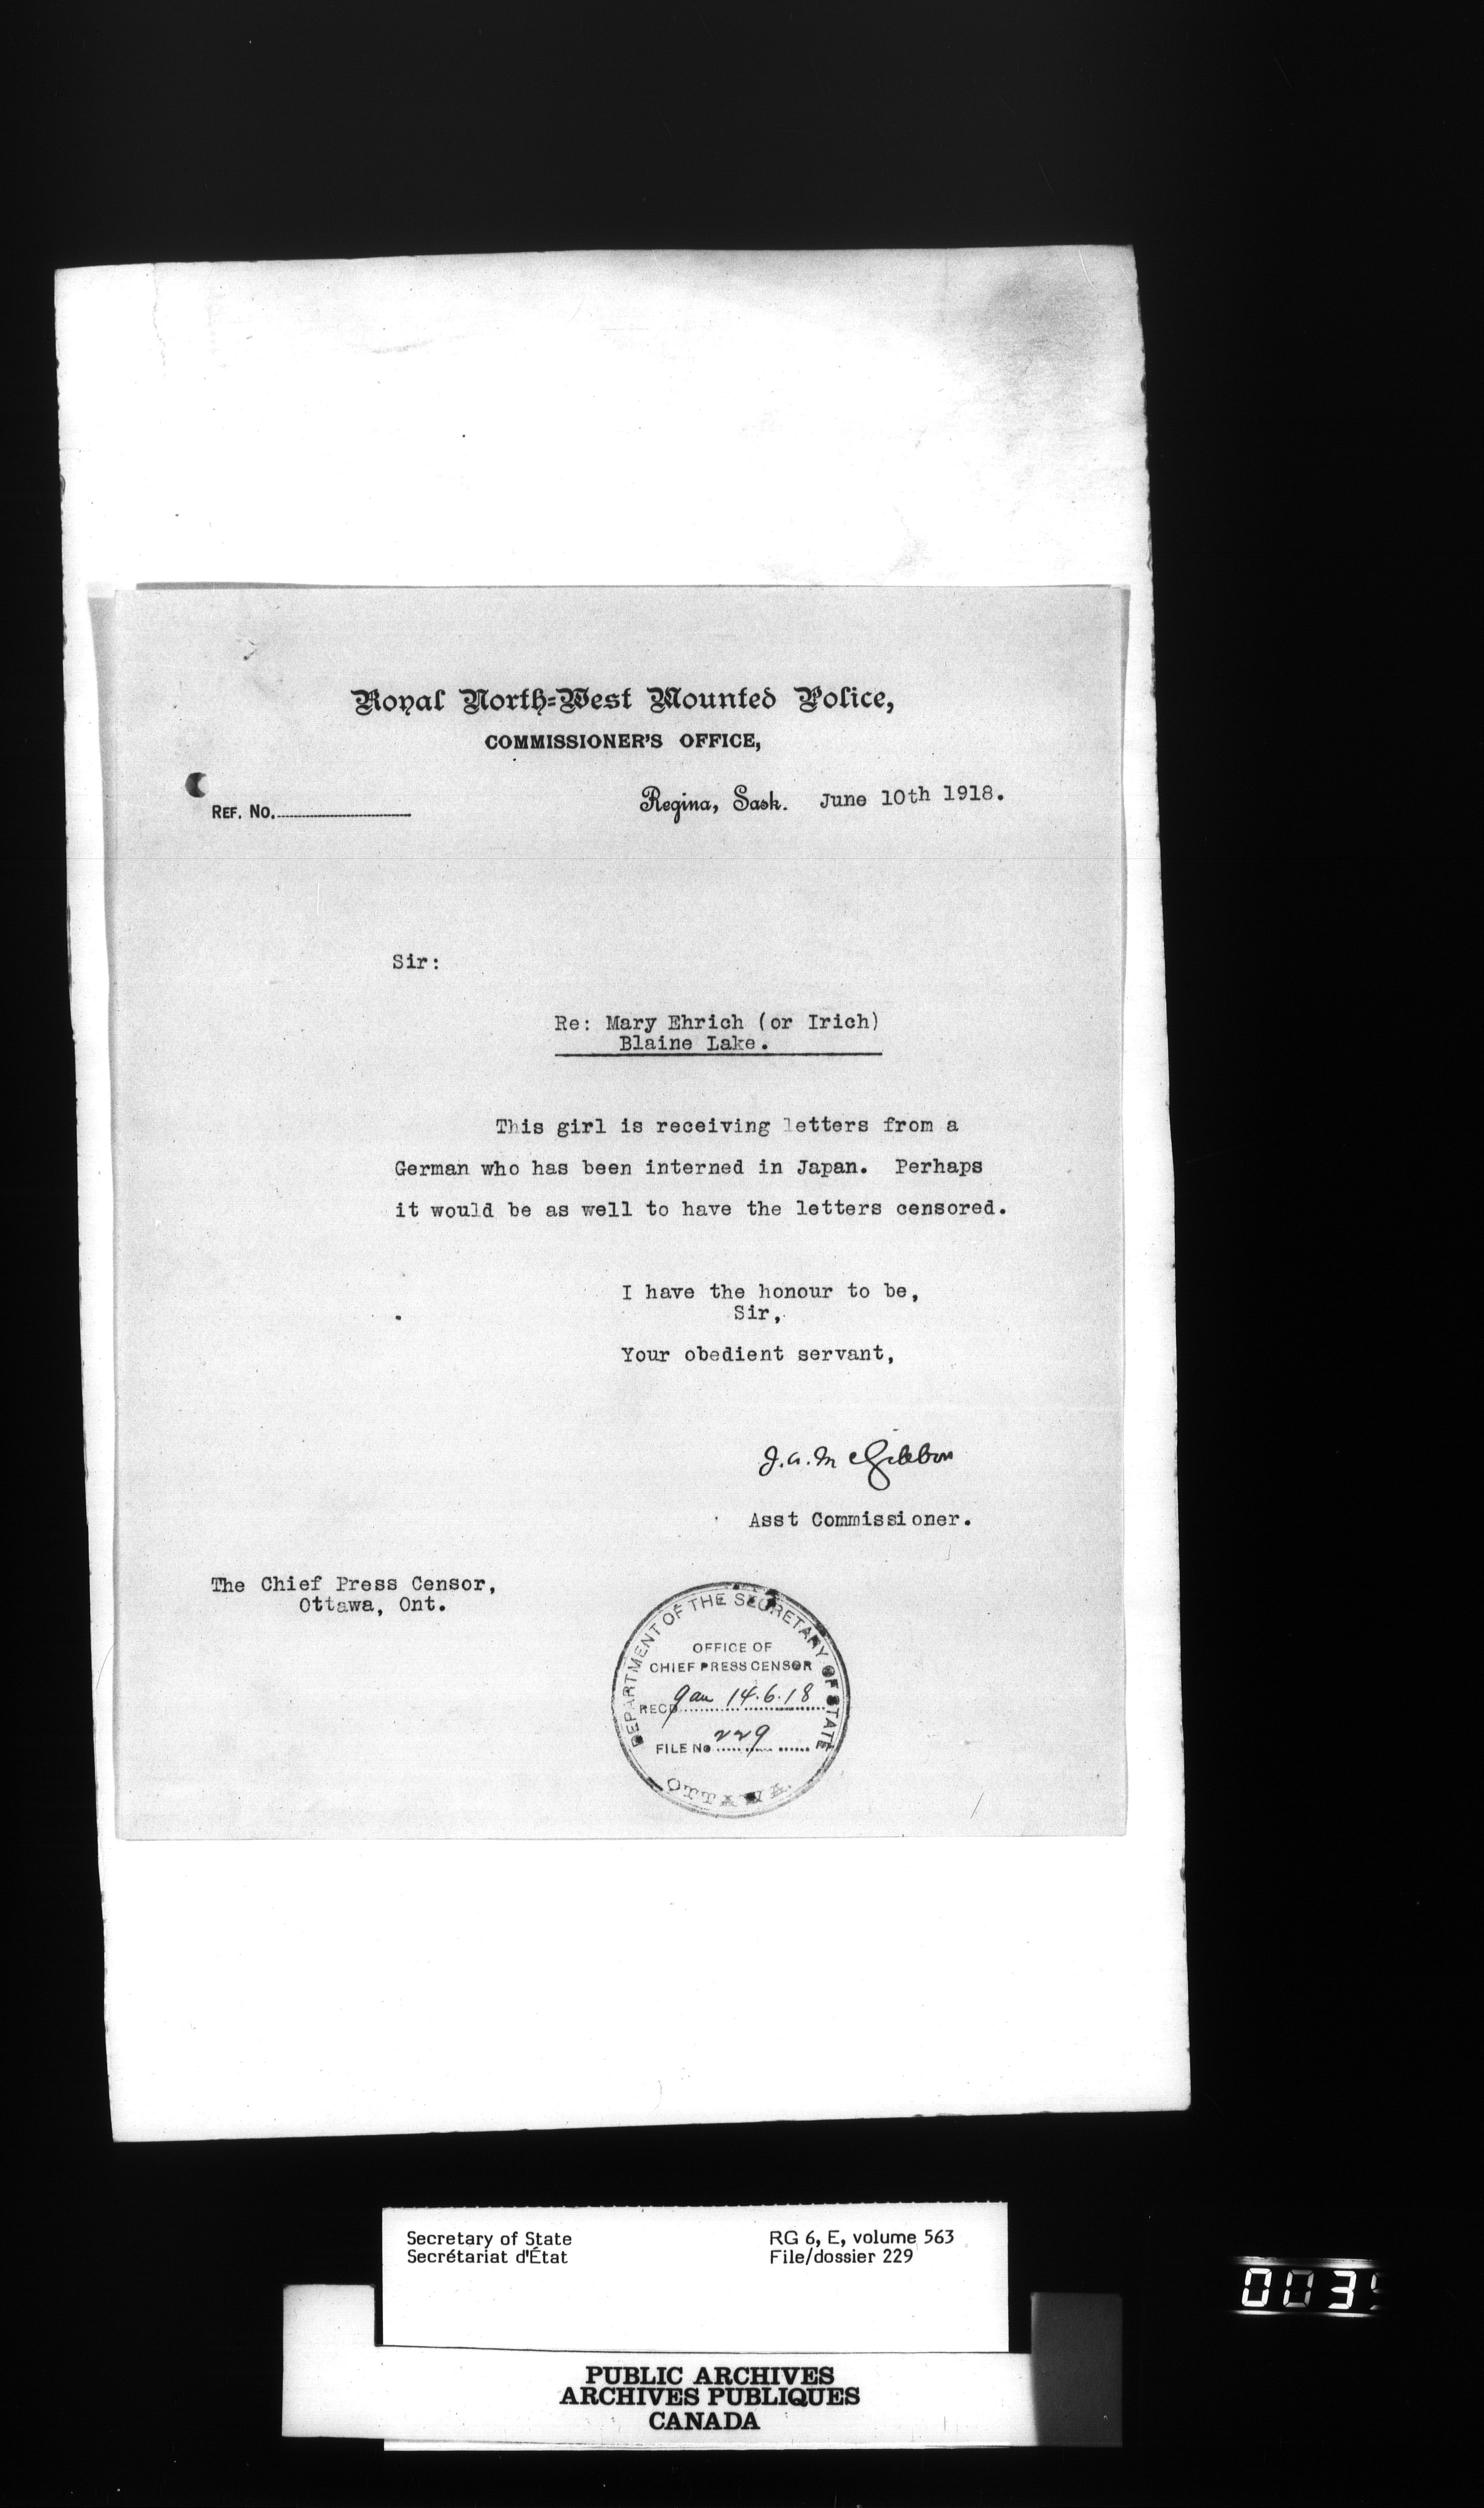 Royal North-West Mounted Police,
COMMISSIONER'S OFFICE,
REF. No.
Regina, Sask. June 10th 1918.
Sir:
Re: Mary Ehrich (or Irich)
Blaine Lake.
This girl is receiving letters from a
German who has been interned in Japan. Perhaps
it would be as well to have the letters censored.
I have the honour to be,
Sir,
Your obedient servant,
J.A. McGibbon
Asst Commissioner.
The Chief Press Censor,
Ottawa, Ont.
DEPARTMENT OF THE SECRETARY OF STATE
OFFICE OF
CHIEF PRESS CENSOR
RECD 14.6.18
FILE No 229
OTTAWA.
Secretary of State
Secrétariat d'État
RG 6, E, volume 563
File/dossier 229
PUBLIC ARCHIVES
ARCHIVES PUBLIQUES
CANADA
003